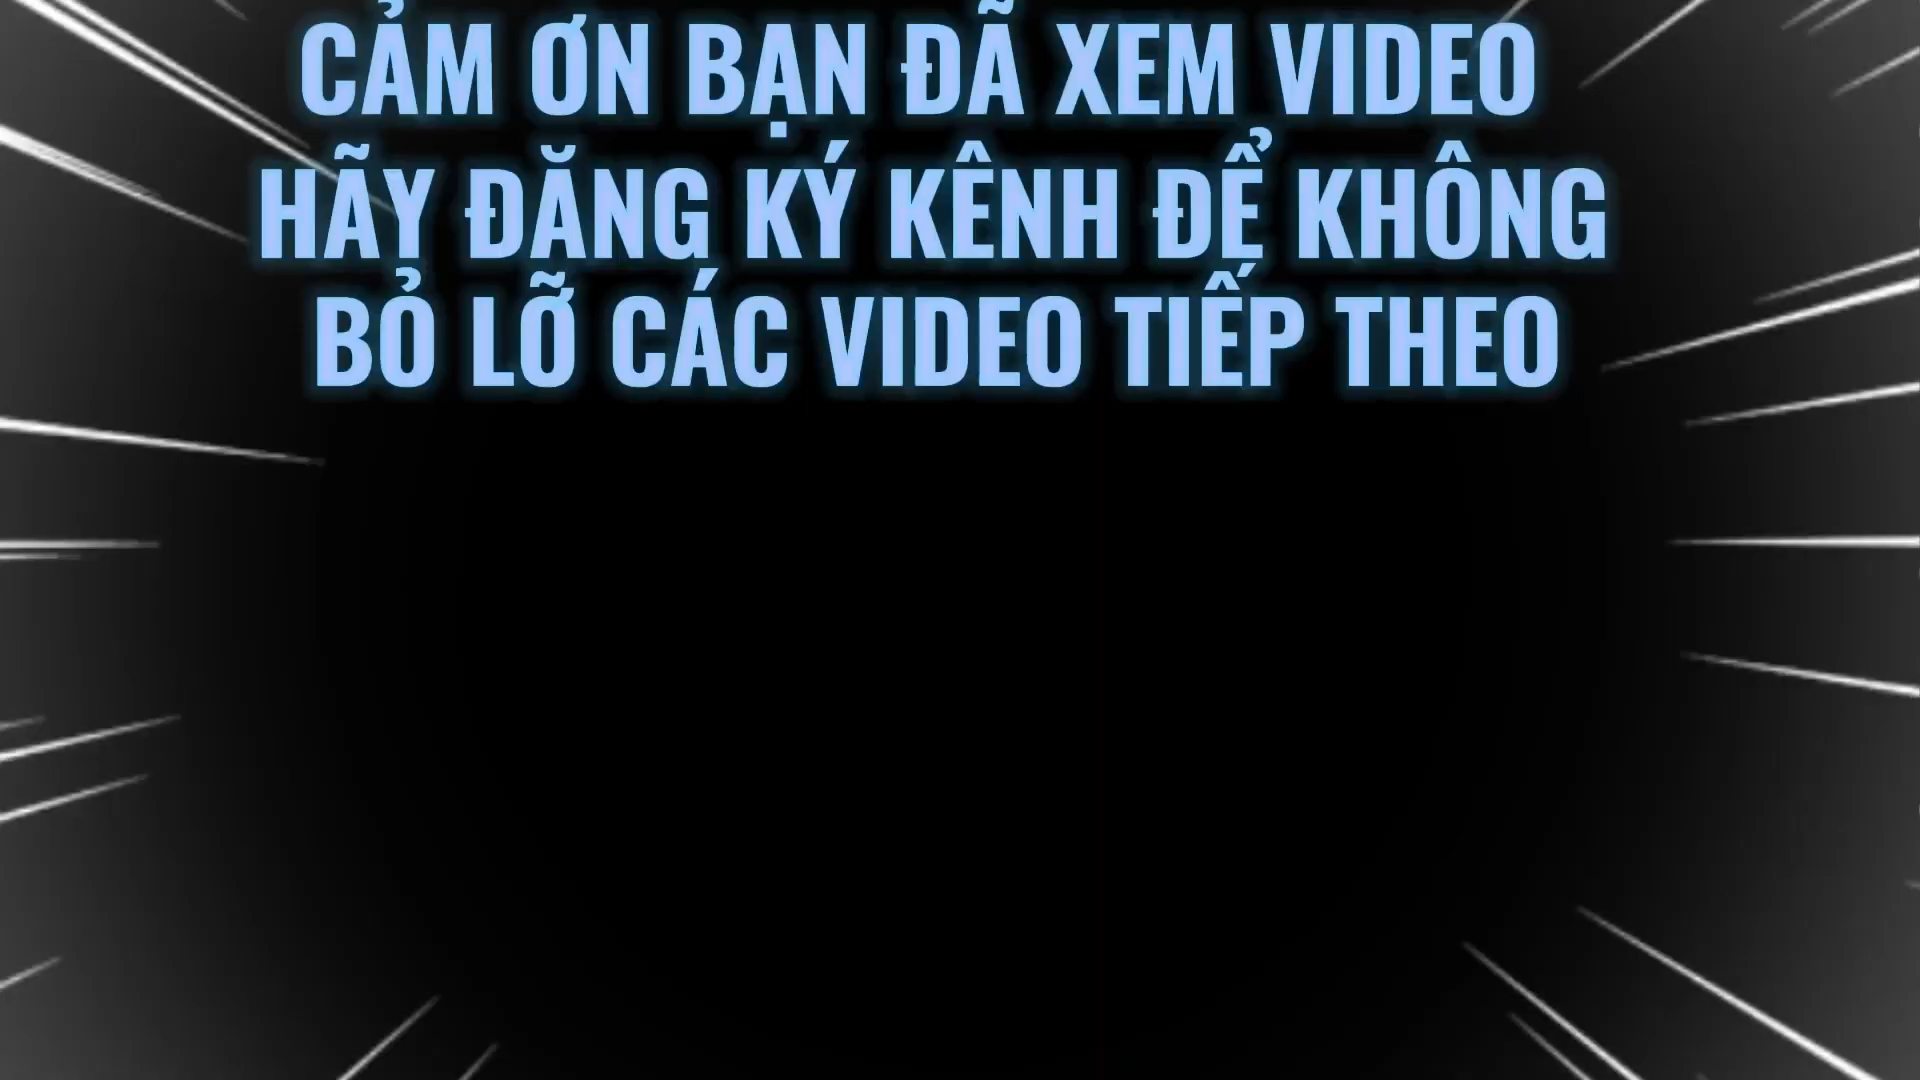 CẢM ƠN BẠN ĐÃ XEM VIDEO
HÃY ĐĂNG KÝ KÊNH ĐỂ KHÔNG
BỎ LỠ CÁC VIDEO TIẾP THEO